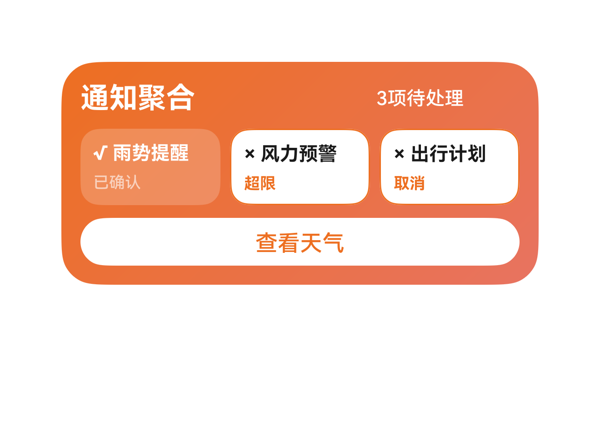 通知聚合
3项待处理
√ 雨势提醒
已确认
× 风力预警
超限
× 出行计划
取消
查看天气